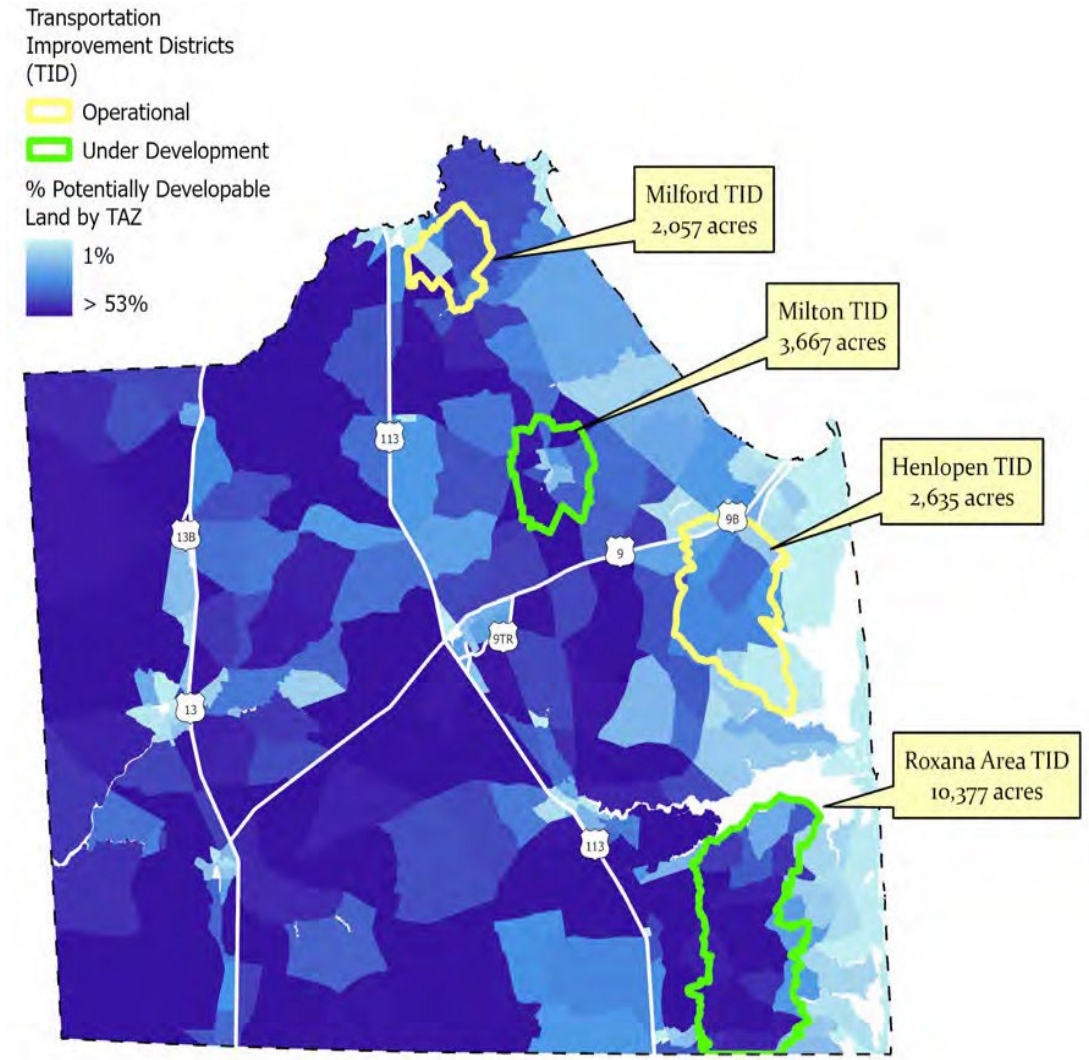 Transportation
Improvement Districts
(TID)
Operational
Under Development
% Potentially Developable
Land by TAZ
1%
> 53%
Milford TID
2,057 acres
Milton TID
3,667 acres
113
Henlopen TID
2,635 acres
9B
13B
9
9TR
13
Roxana Area TID
10,377 acres
113